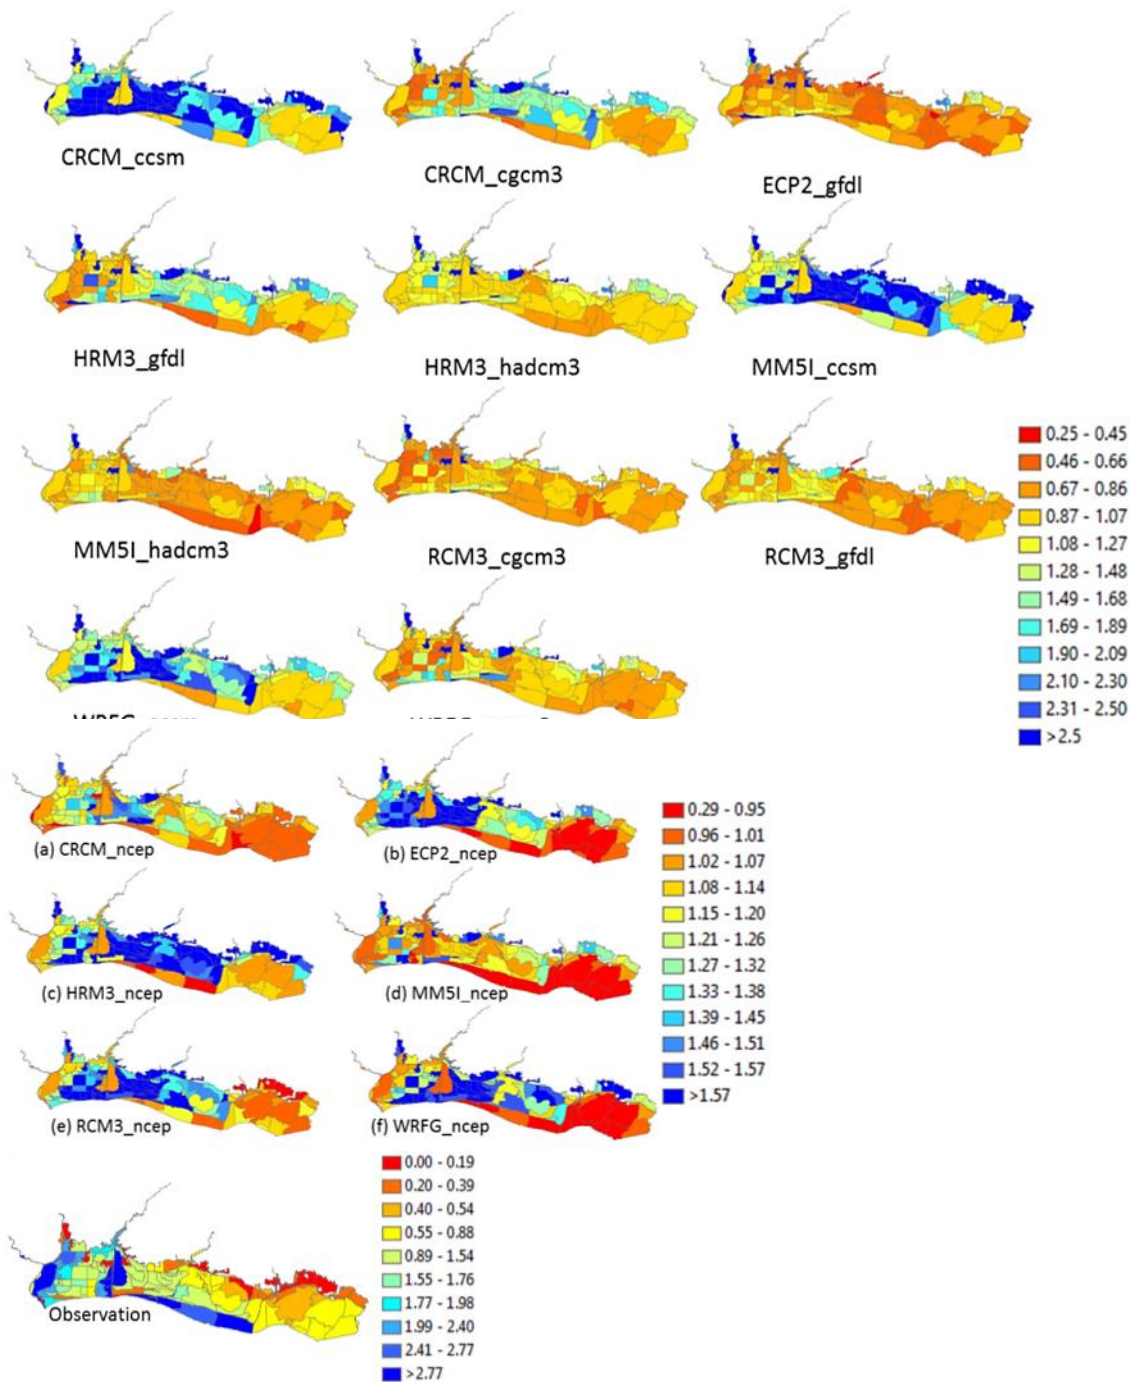 CRCM_ccsm
CRCM_cgcm3
ECP2_gfdl
HRM3_gfdl
HRM3_hadcm3
MM5I_ccsm
MM5I_hadcm3
RCM3_cgcm3
RCM3_gfdl
0.25 - 0.45
0.46 - 0.66
0.67 - 0.86
0.87 - 1.07
1.08 - 1.27
1.28 - 1.48
1.49 - 1.68
1.69 - 1.89
1.90 - 2.09
2.10 - 2.30
2.31 - 2.50
>2.5
(a) CRCM_ncep
(b) ECP2_ncep
(c) HRM3_ncep
(d) MM5I_ncep
(e) RCM3_ncep
(f) WRFG_ncep
0.29 - 0.95
0.96 - 1.01
1.02 - 1.07
1.08 - 1.14
1.15 - 1.20
1.21 - 1.26
1.27 - 1.32
1.33 - 1.38
1.39 - 1.45
1.46 - 1.51
1.52 - 1.57
>1.57
Observation
0.00 - 0.19
0.20 - 0.39
0.40 - 0.54
0.55 - 0.88
0.89 - 1.54
1.55 - 1.76
1.77 - 1.98
1.99 - 2.40
2.41 - 2.77
>2.77